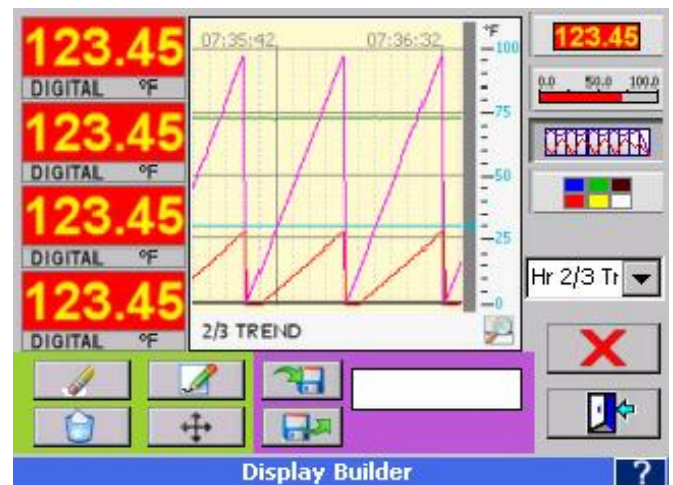 123.45
DIGITAL °F
123.45
DIGITAL °F
123.45
DIGITAL °F
123.45
DIGITAL °F
07:35:42 07:36:32
°F
100
75
50
25
0
2/3 TREND
123.45
0.0 50.0 100.0
Hr 2/3 Tr
Display Builder
?